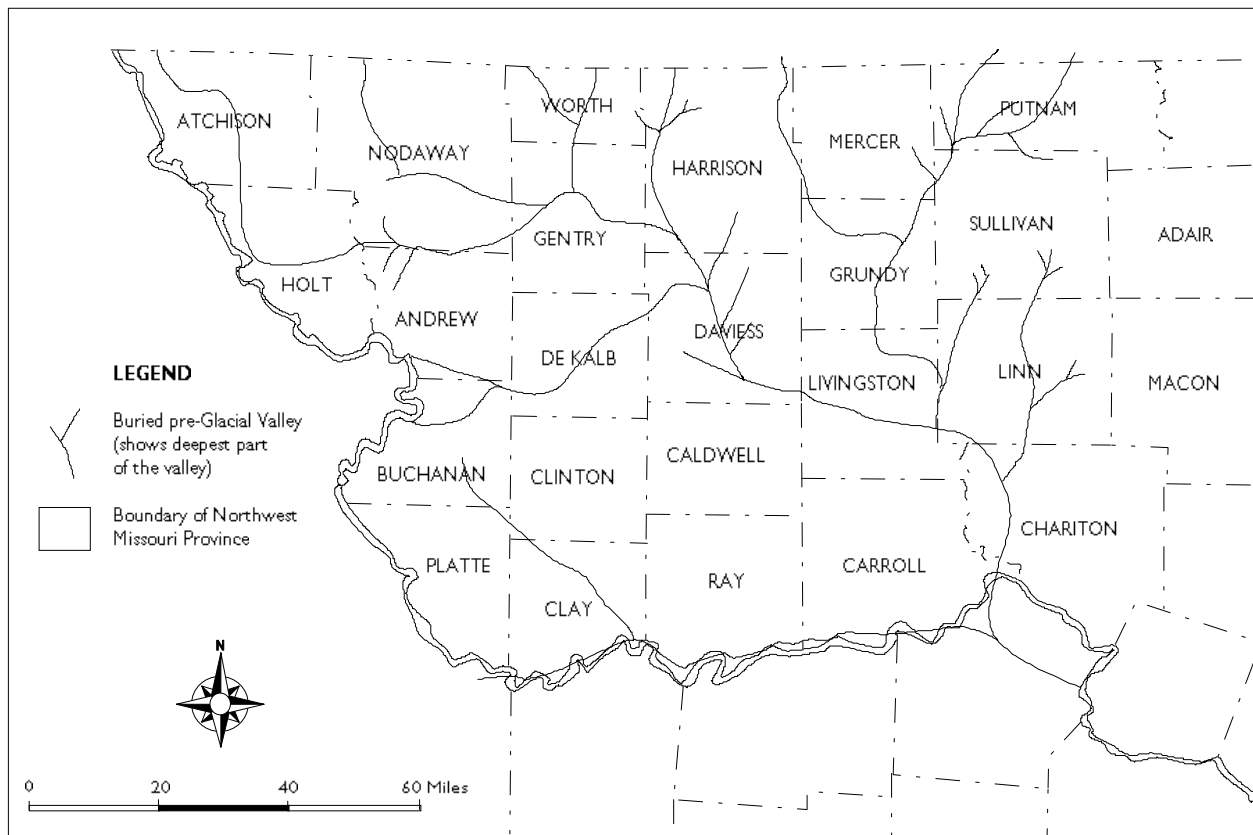 WORTH
PUTNAM
ATCHISON
MERCER
NODAWAY
HARRISON
SULLIVAN
ADAIR
GENTRY
GRUNDY
HOLT
ANDREW
DAVIESS
DE KALB
LEGEND
LINN
LIVINGSTON
MACON
Buried pre-Glacial Valley
(shows deepest part
of the valley)
CALDWELL
BUCHANAN
CLINTON
Boundary of Northwest
Missouri Province
CHARITON
PLATTE
CARROLL
RAY
CLAY
N
0 20 40 60 Miles